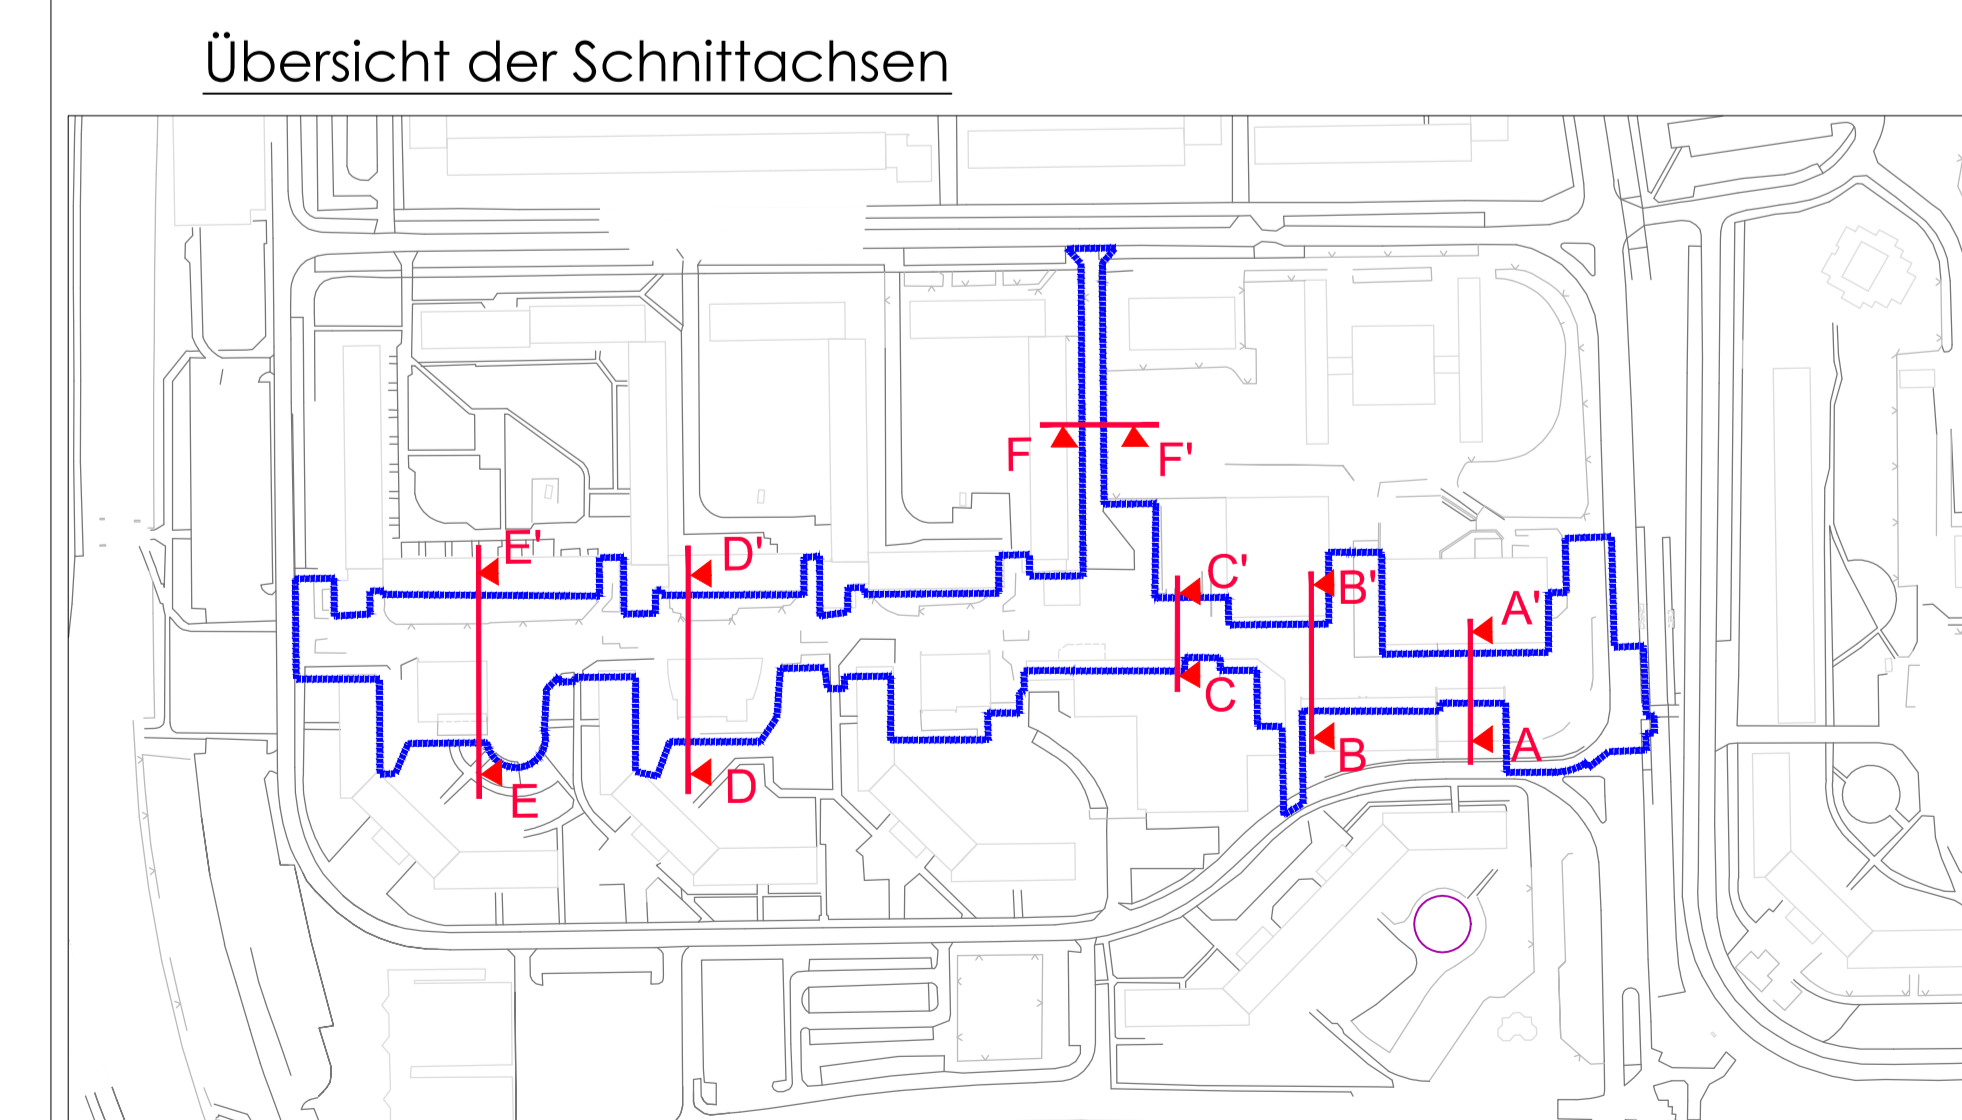 Übersicht der Schnittachsen
F
F'
E'
D'
C'
B'
A'
C
B
A
D
E